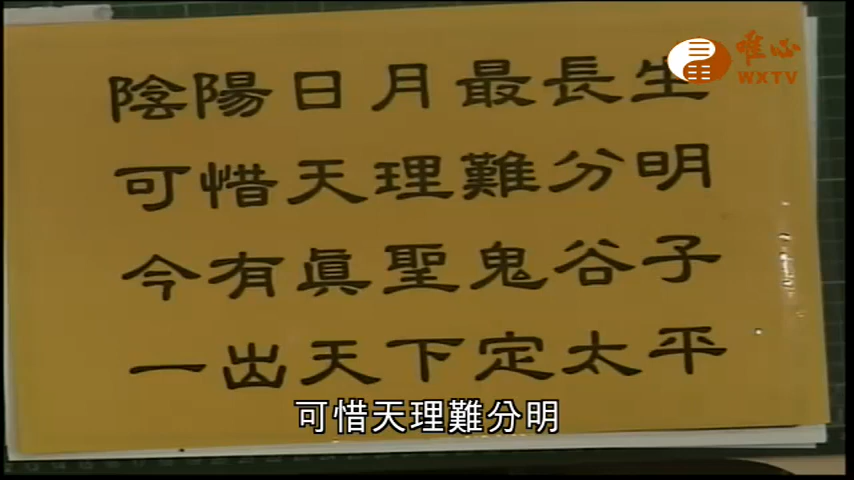 唯心
WXTV
陰陽日月最長生
可惜天理難分明
今有眞聖鬼谷子
一出天下定太平
可惜天理難分明